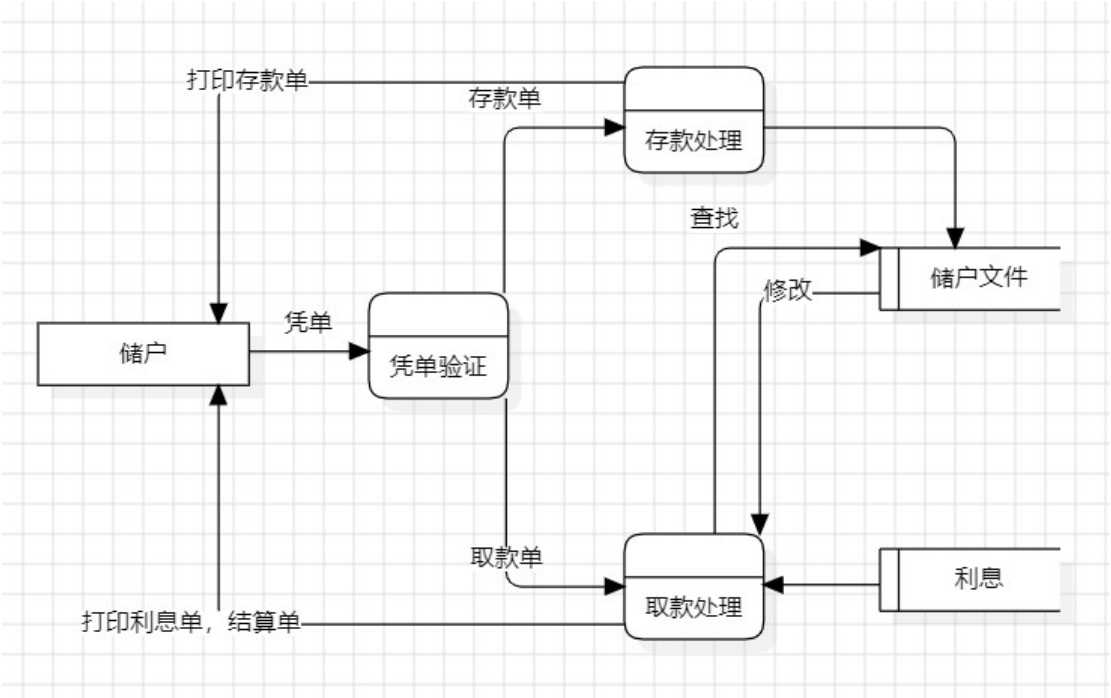 打印存款单
存款单
存款处理
查找
储户文件
修改
凭单
储户
凭单验证
取款单
利息
取款处理
打印利息单，结算单